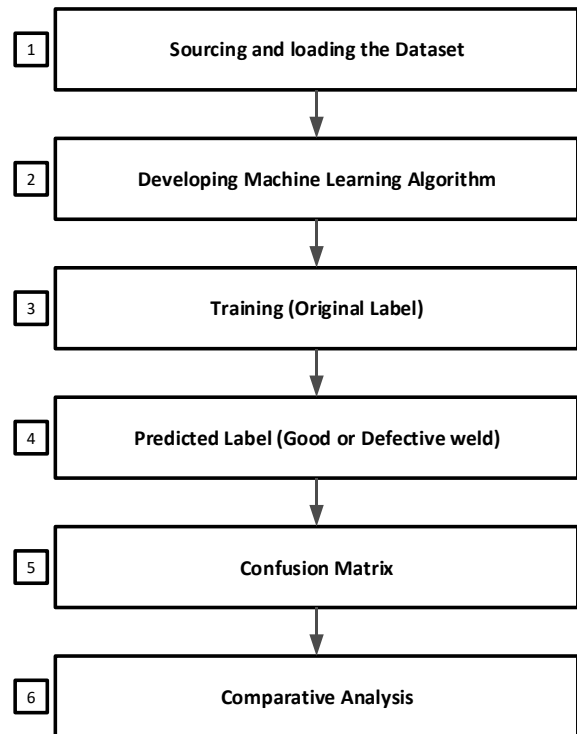 1
Sourcing and loading the Dataset
2
Developing Machine Learning Algorithm
3
Training (Original Label)
4
Predicted Label (Good or Defective weld)
5
Confusion Matrix
6
Comparative Analysis